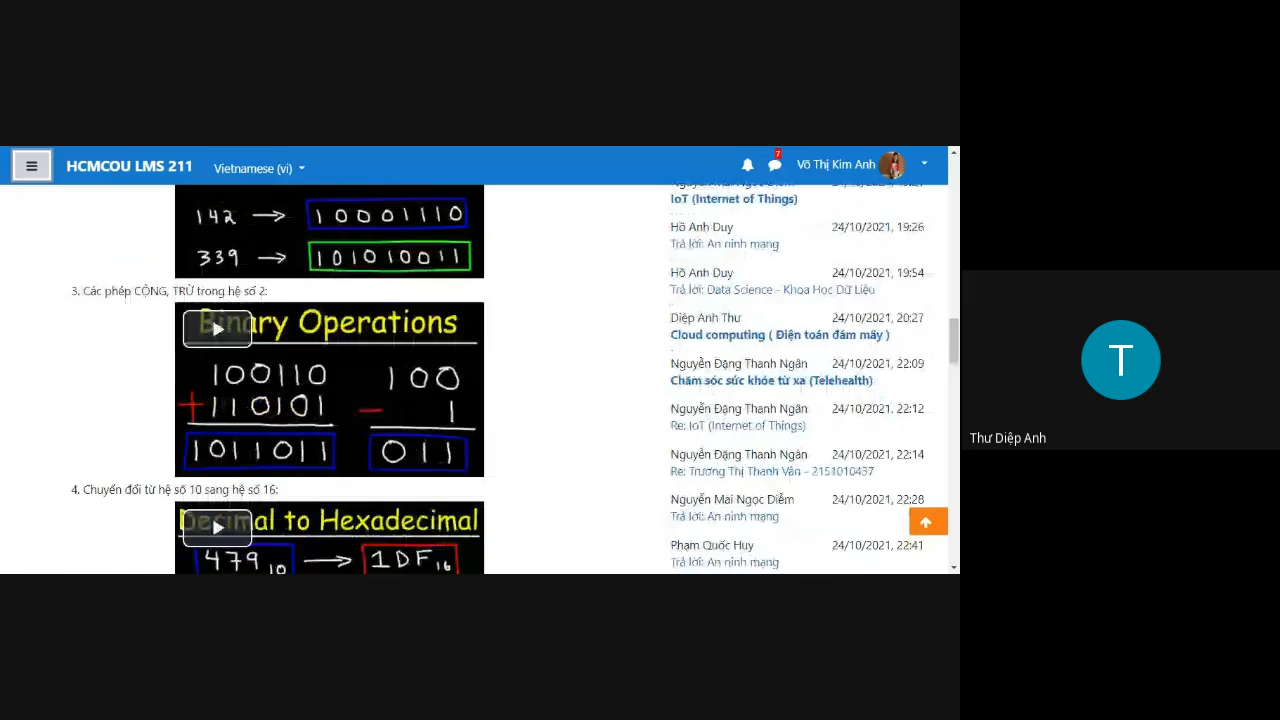 HCMCOU LMS 211
Vietnamese (vi)
7
Võ Thị Kim Anh
142 → 10001110
339 → 101010011
3. Các phép CỘNG, TRỪ trong hệ số 2:
Binary Operations
100110
+110101
1011011
100
- 1
011
4. Chuyển đổi từ hệ số 10 sang hệ số 16:
Decimal to Hexadecimal
479₁₀ → 1DF₁₆
IoT (Internet of Things)
Hồ Anh Duy 24/10/2021, 19:26
Trả lời: An ninh mạng
Hồ Anh Duy 24/10/2021, 19:54
Trả lời: Data Science – Khoa Học Dữ Liệu
Diệp Anh Thư 24/10/2021, 20:27
Cloud computing ( Điện toán đám mây )
Nguyễn Đặng Thanh Ngân 24/10/2021, 22:09
Chăm sóc sức khỏe từ xa (Telehealth)
Nguyễn Đặng Thanh Ngân 24/10/2021, 22:12
Re: IoT (Internet of Things)
Nguyễn Đặng Thanh Ngân 24/10/2021, 22:14
Re: Trương Thị Thanh Vân - 2151010437
Nguyễn Mai Ngọc Diễm 24/10/2021, 22:28
Trả lời: An ninh mạng
Phạm Quốc Huy 24/10/2021, 22:41
Trả lời: An ninh mạng
T
Thư Diệp Anh